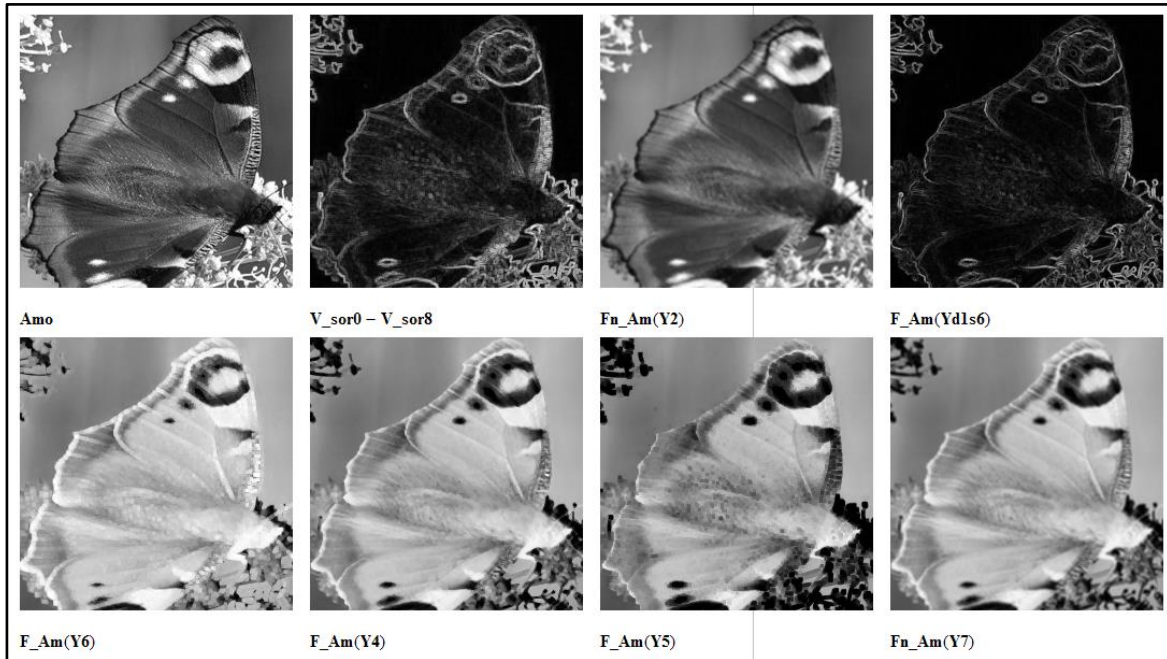 Amo
V_sor0 – V_sor8
Fn_Am(Y2)
F_Am(Yd1s6)
F_Am(Y6)
F_Am(Y4)
F_Am(Y5)
Fn_Am(Y7)